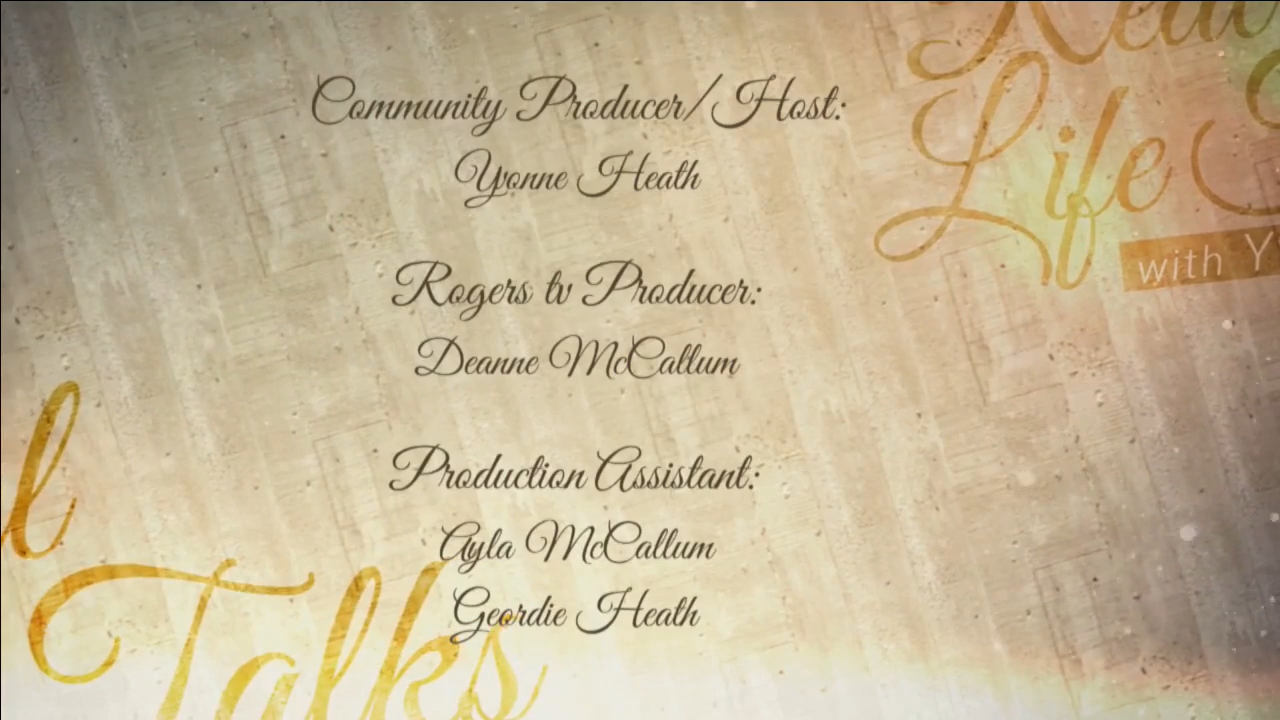 Community Producer/Host:
Yvonne Heath
Rogers tv Producer:
Deanne McCallum
Production Assistant:
Ayla McCallum
Geordie Heath
Life
with Y
l
Talks